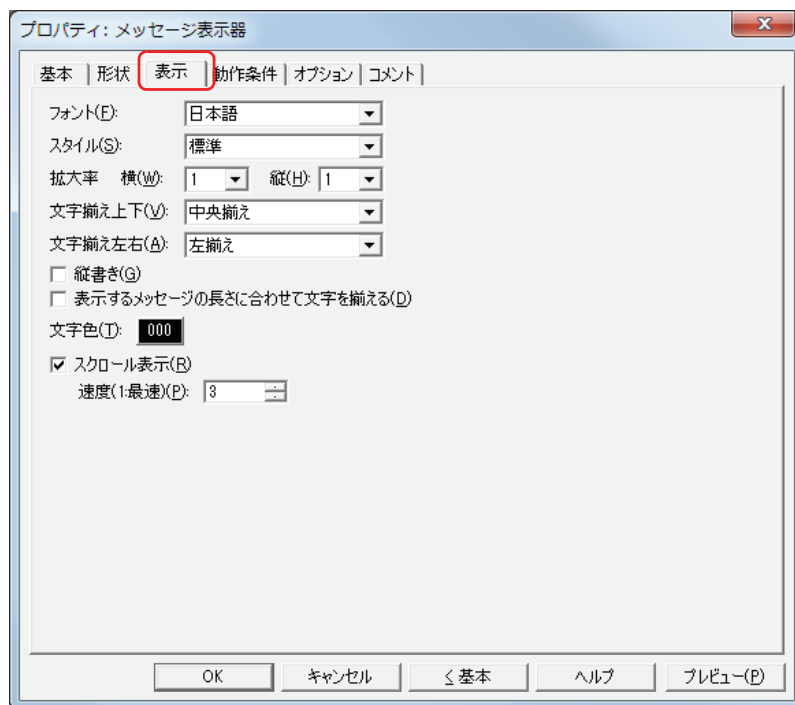 プロパティ: メッセージ表示器
基本 形状 表示 動作条件 オプション コメント
フォント(F): 日本語
スタイル(S): 標準
拡大率 横(W): 1 縦(H): 1
文字揃え上下(V): 中央揃え
文字揃え左右(A): 左揃え
縦書き(G)
表示するメッセージの長さに合わせて文字を揃える(D)
文字色(T): 000
スクロール表示(R)
速度(1:最速)(P): 3
OK キャンセル <基本 ヘルプ プレビュー(P)